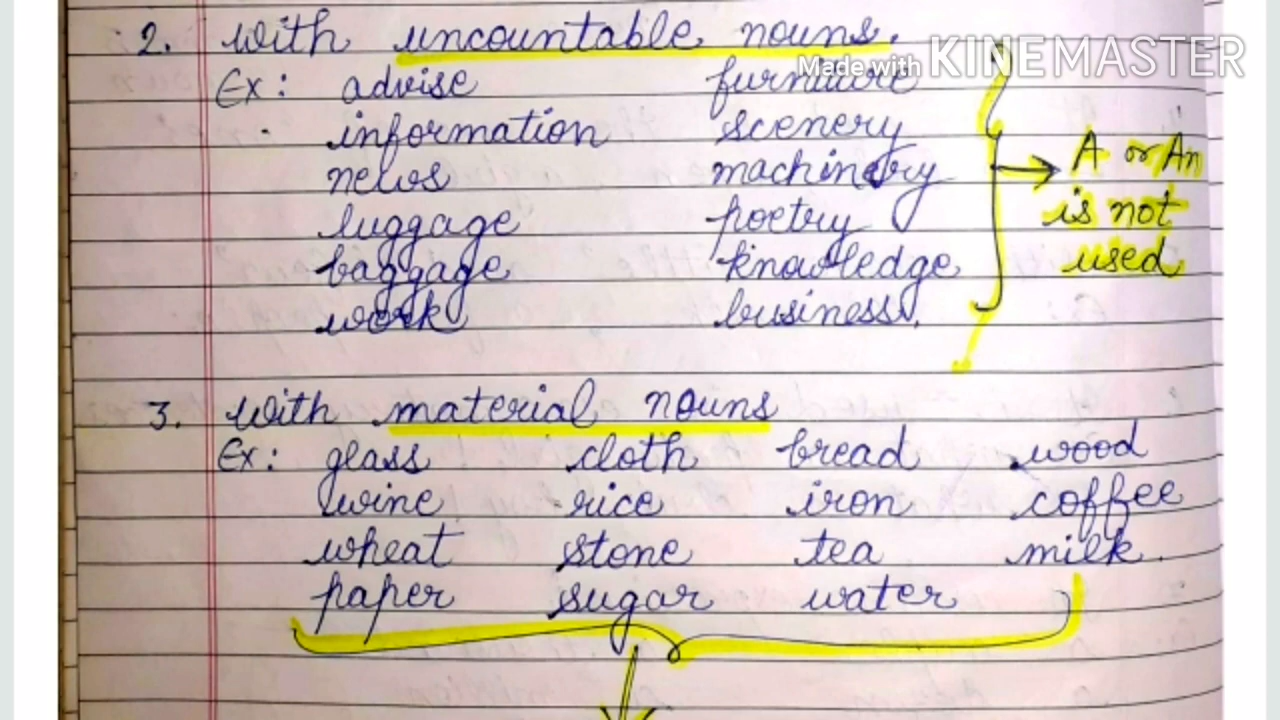 2. with uncountable nouns.
Made with KINEMASTER
Ex: advise furniture
information scenery
news machinery
luggage poetry
baggage knowledge
work business.
→ A or An
is not
used
3. with material nouns
Ex: glass cloth bread wood
wine rice iron coffee
wheat stone tea milk.
paper sugar water